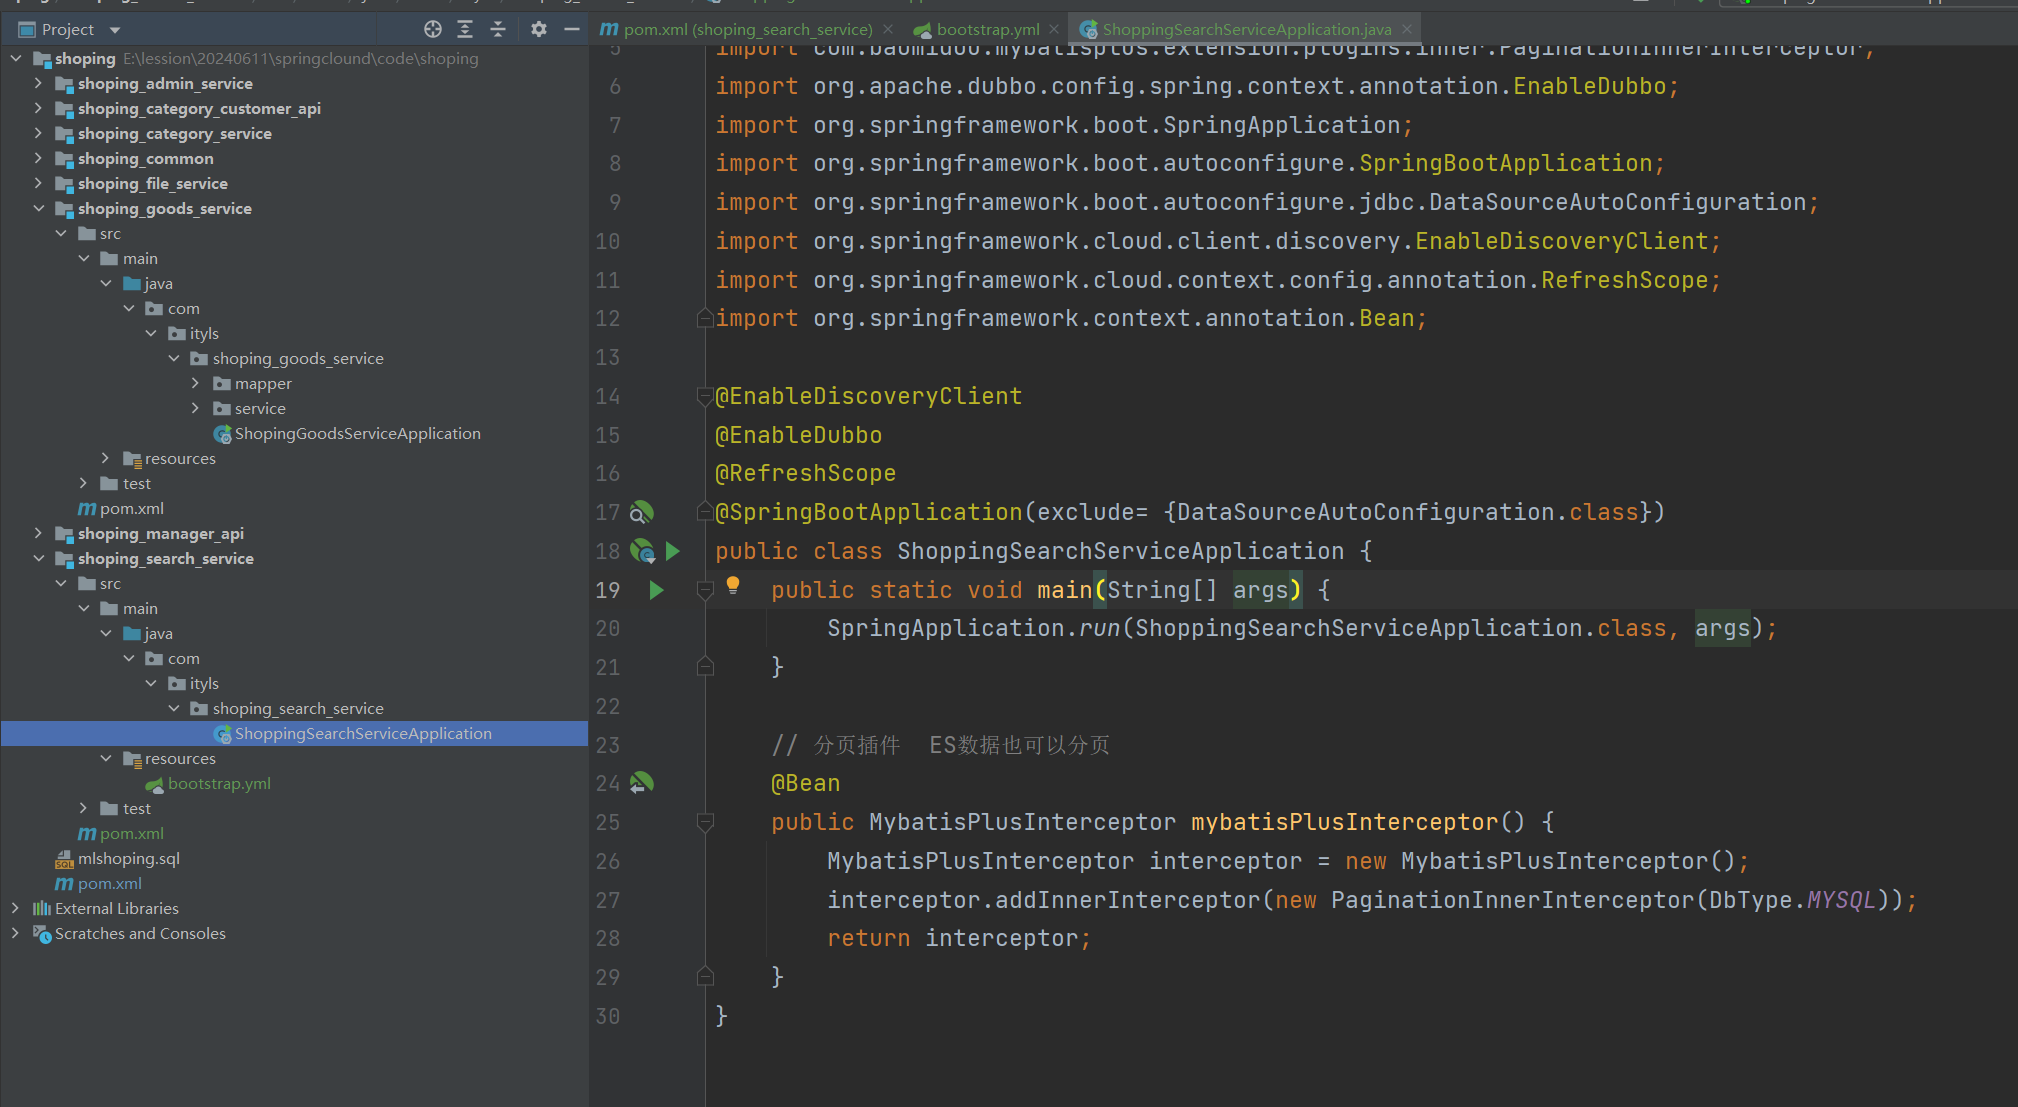 Project
shoping E:\lession\20240611\springclound\code\shoping
shoping_admin_service
shoping_category_customer_api
shoping_category_service
shoping_common
shoping_file_service
shoping_goods_service
src
main
java
com
ityls
shoping_goods_service
mapper
service
ShopingGoodsServiceApplication
resources
test
pom.xml
shoping_manager_api
shoping_search_service
src
main
java
com
ityls
shoping_search_service
ShoppingSearchServiceApplication
resources
bootstrap.yml
test
pom.xml
mlshoping.sql
pom.xml
External Libraries
Scratches and Consoles
pom.xml (shoping_search_service) bootstrap.yml ShoppingSearchServiceApplication.java
5 import com.baomidou.mybatisplus.extension.plugins.inner.PaginationInnerInterceptor;
6 import org.apache.dubbo.config.spring.context.annotation.EnableDubbo;
7 import org.springframework.boot.SpringApplication;
8 import org.springframework.boot.autoconfigure.SpringBootApplication;
9 import org.springframework.boot.autoconfigure.jdbc.DataSourceAutoConfiguration;
10 import org.springframework.cloud.client.discovery.EnableDiscoveryClient;
11 import org.springframework.cloud.context.config.annotation.RefreshScope;
12 import org.springframework.context.annotation.Bean;
13
14 @EnableDiscoveryClient
15 @EnableDubbo
16 @RefreshScope
17 @SpringBootApplication(exclude= {DataSourceAutoConfiguration.class})
18 public class ShoppingSearchServiceApplication {
19 public static void main(String[] args) {
20 SpringApplication.run(ShoppingSearchServiceApplication.class, args);
21 }
22
23 // 分页插件 ES数据也可以分页
24 @Bean
25 public MybatisPlusInterceptor mybatisPlusInterceptor() {
26 MybatisPlusInterceptor interceptor = new MybatisPlusInterceptor();
27 interceptor.addInnerInterceptor(new PaginationInnerInterceptor(DbType.MYSQL));
28 return interceptor;
29 }
30 }